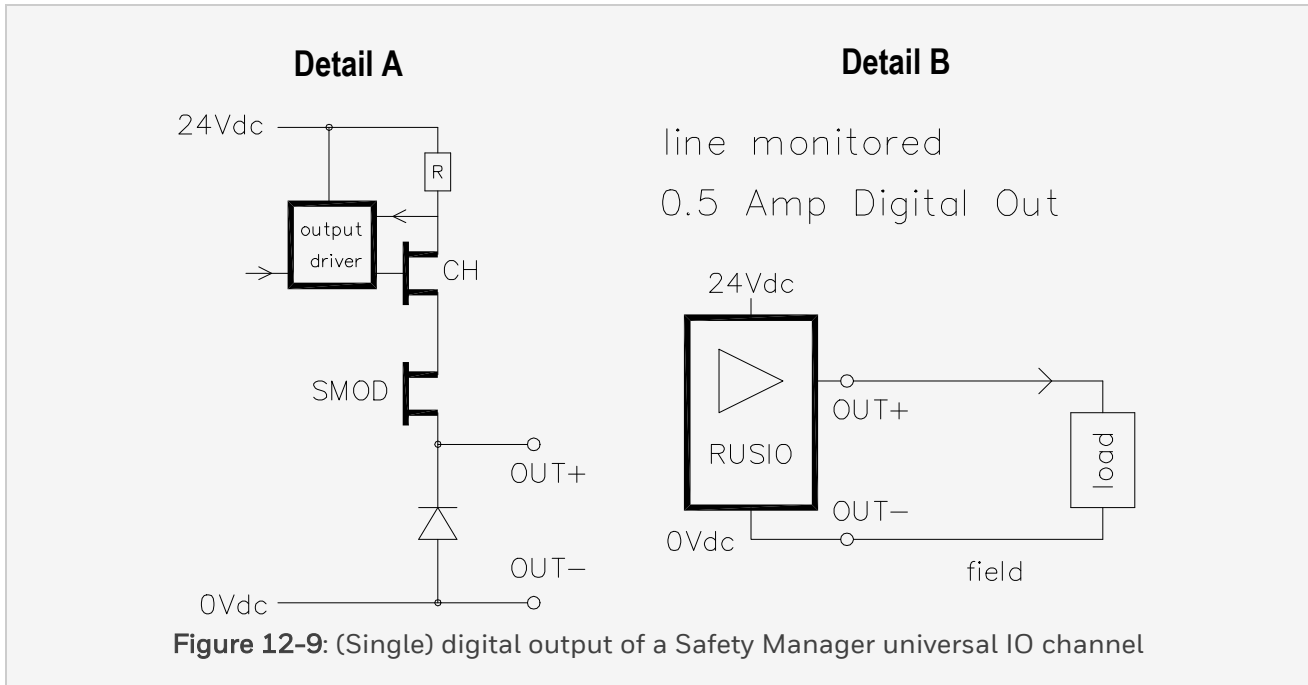 Detail A
24Vdc
R
output
driver
CH
SMOD
OUT+
OUT-
0Vdc
Detail B
line monitored
0.5 Amp Digital Out
24Vdc
OUT+
RUSIO
load
OUT-
0Vdc
field
Figure 12-9: (Single) digital output of a Safety Manager universal IO channel